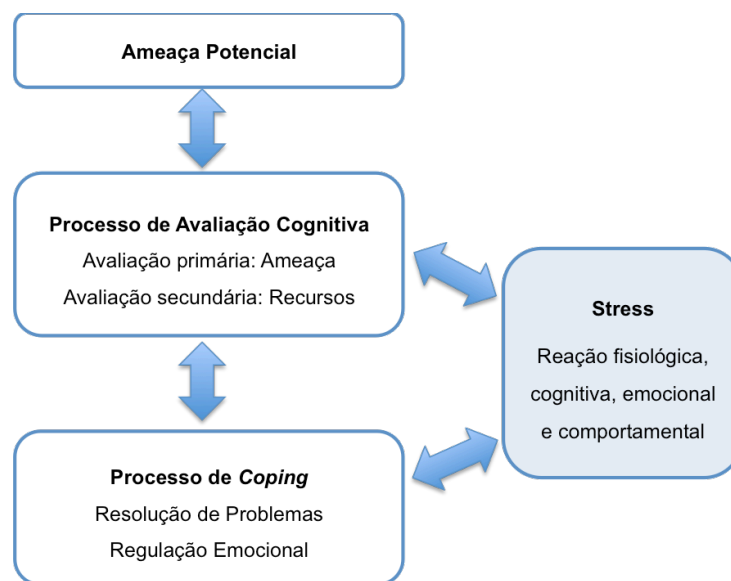 Ameaça Potencial
Processo de Avaliação Cognitiva
Avaliação primária: Ameaça
Avaliação secundária: Recursos
Stress
Reação fisiológica,
cognitiva, emocional
e comportamental
Processo de Coping
Resolução de Problemas
Regulação Emocional